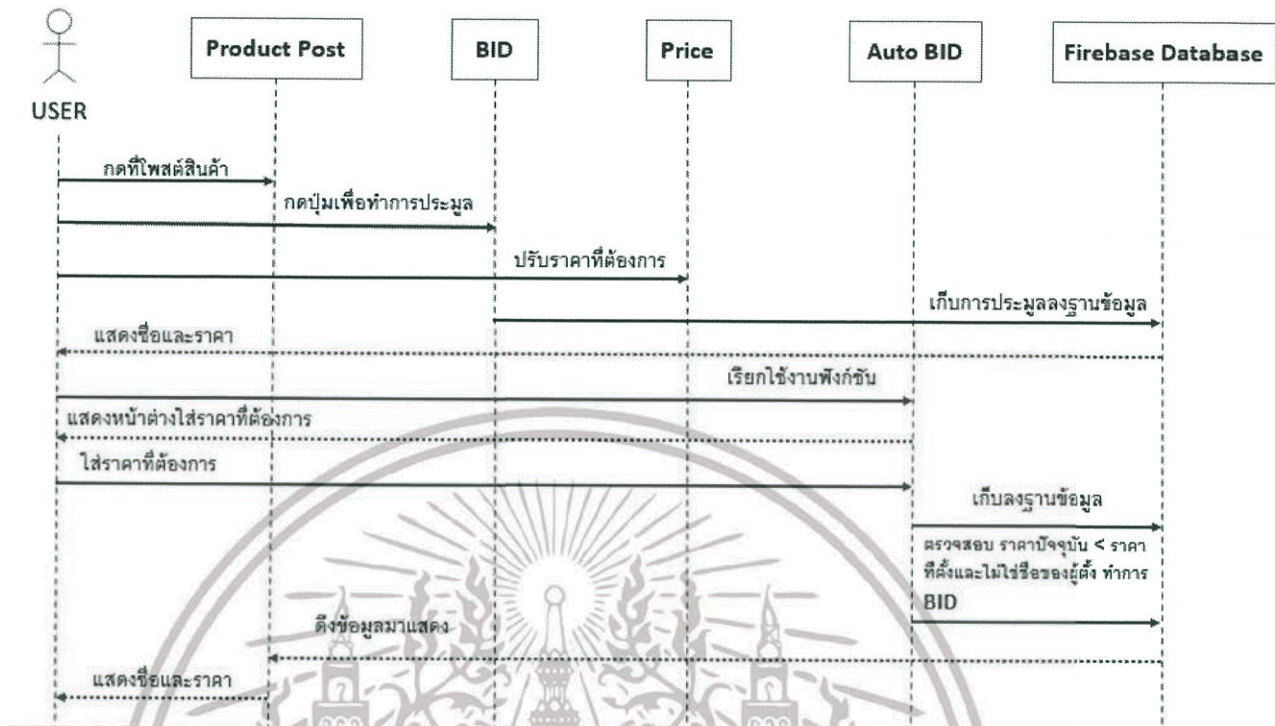 Product Post
BID
Price
Auto BID
Firebase Database
USER
กดที่โพสต์สินค้า
กดปุ่มเพื่อทำการประมูล
ปรับราคาที่ต้องการ
เก็บการประมูลลงฐานข้อมูล
แสดงชื่อและราคา
เรียกใช้งานฟังก์ชัน
แสดงหน้าต่างใส่ราคาที่ต้องการ
ใส่ราคาที่ต้องการ
เก็บลงฐานข้อมูล
ตรวจสอบ ราคาปัจจุบัน < ราคา
ที่ตั้งและไม่ใช่ชื่อของผู้ตั้ง ทำการ
BID
ดึงข้อมูลมาแสดง
แสดงชื่อและราคา